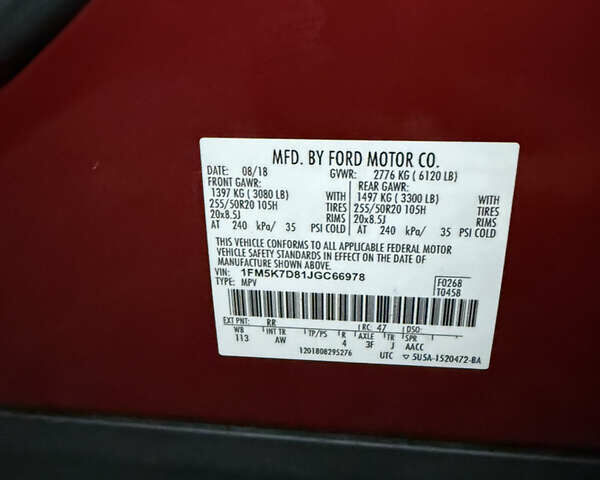 MFD. BY FORD MOTOR CO.
DATE: 08/18 GVWR: 2776 KG ( 6120 LB)
FRONT GAWR: REAR GAWR:
1397 KG ( 3080 LB) WITH 1497 KG ( 3300 LB) WITH
255/50R20 105H TIRES 255/50R20 105H TIRES
20x8.5J RIMS 20x8.5J RIMS
AT 240 kPa/ 35 PSI COLD AT 240 kPa/ 35 PSI COLD
THIS VEHICLE CONFORMS TO ALL APPLICABLE FEDERAL MOTOR
VEHICLE SAFETY STANDARDS IN EFFECT ON THE DATE OF
MANUFACTURE SHOWN ABOVE.
VIN: 1FM5K7D81JGC66978 F0268
TYPE: MPV T0458
EXT PNT: RR RC: 47 DSO:
WB INT TR TP/PS R AXLE TR SPR
113 AW 4 3F J AACC
1201808295276 UTC 5U5A-1520472-BA